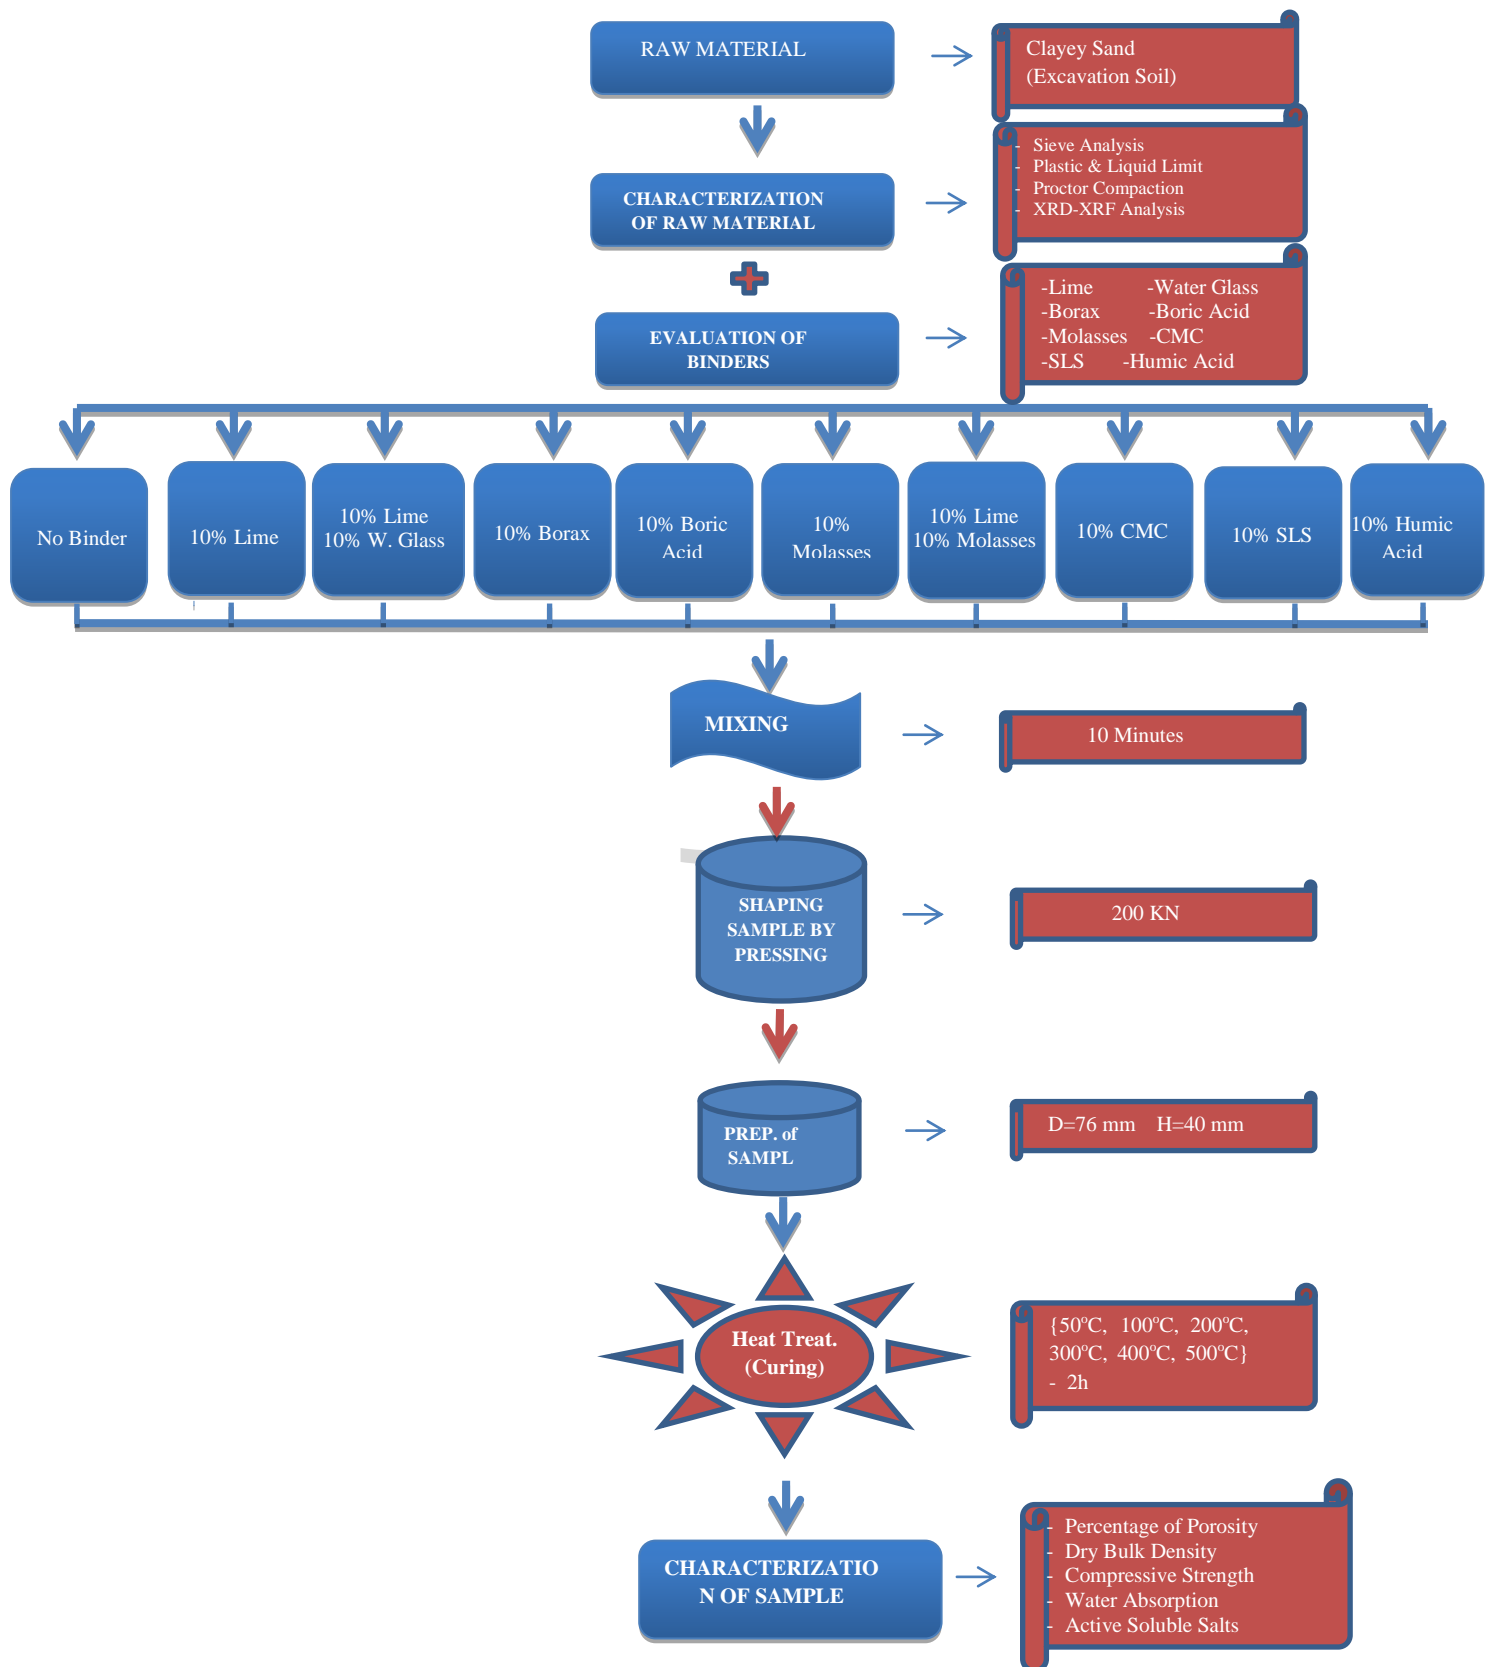 RAW MATERIAL
Clayey Sand
(Excavation Soil)
CHARACTERIZATION
OF RAW MATERIAL
- Sieve Analysis
- Plastic & Liquid Limit
- Proctor Compaction
- XRD-XRF Analysis
EVALUATION OF
BINDERS
-Lime -Water Glass
-Borax -Boric Acid
-Molasses -CMC
-SLS -Humic Acid
No Binder
10% Lime
10% Lime
10% W. Glass
10% Borax
10% Boric
Acid
10%
Molasses
10% Lime
10% Molasses
10% CMC
10% SLS
10% Humic
Acid
MIXING
10 Minutes
SHAPING
SAMPLE BY
PRESSING
200 KN
PREP. of
SAMPL
D=76 mm H=40 mm
Heat Treat.
(Curing)
{50°C, 100°C, 200°C,
300°C, 400°C, 500°C}
- 2h
CHARACTERIZATIO
N OF SAMPLE
- Percentage of Porosity
- Dry Bulk Density
- Compressive Strength
- Water Absorption
- Active Soluble Salts